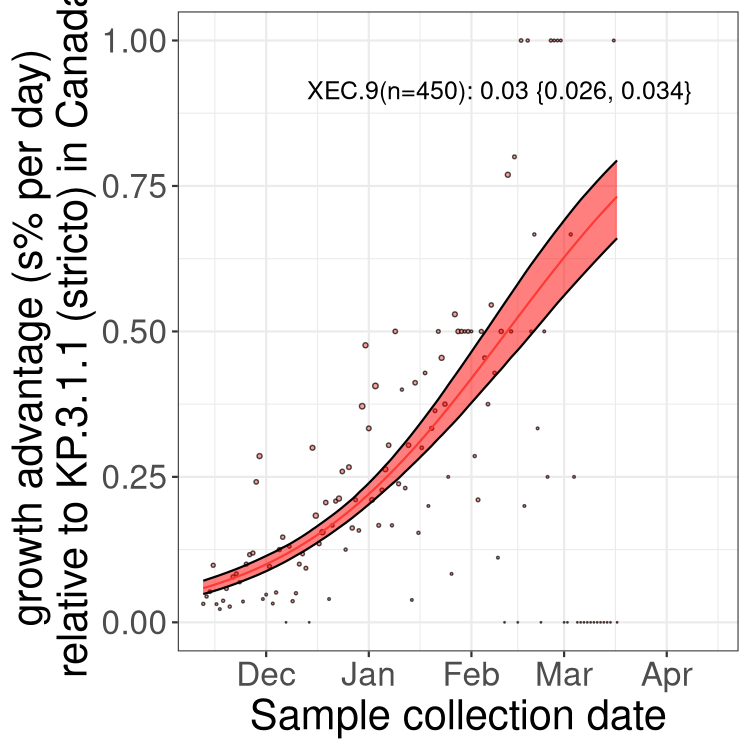 growth advantage (s% per day)
relative to KP.3.1.1 (stricto) in Canada
1.00
XEC.9(n=450): 0.03 {0.026, 0.034}
0.75
0.50
0.25
0.00
Dec Jan Feb Mar Apr
Sample collection date